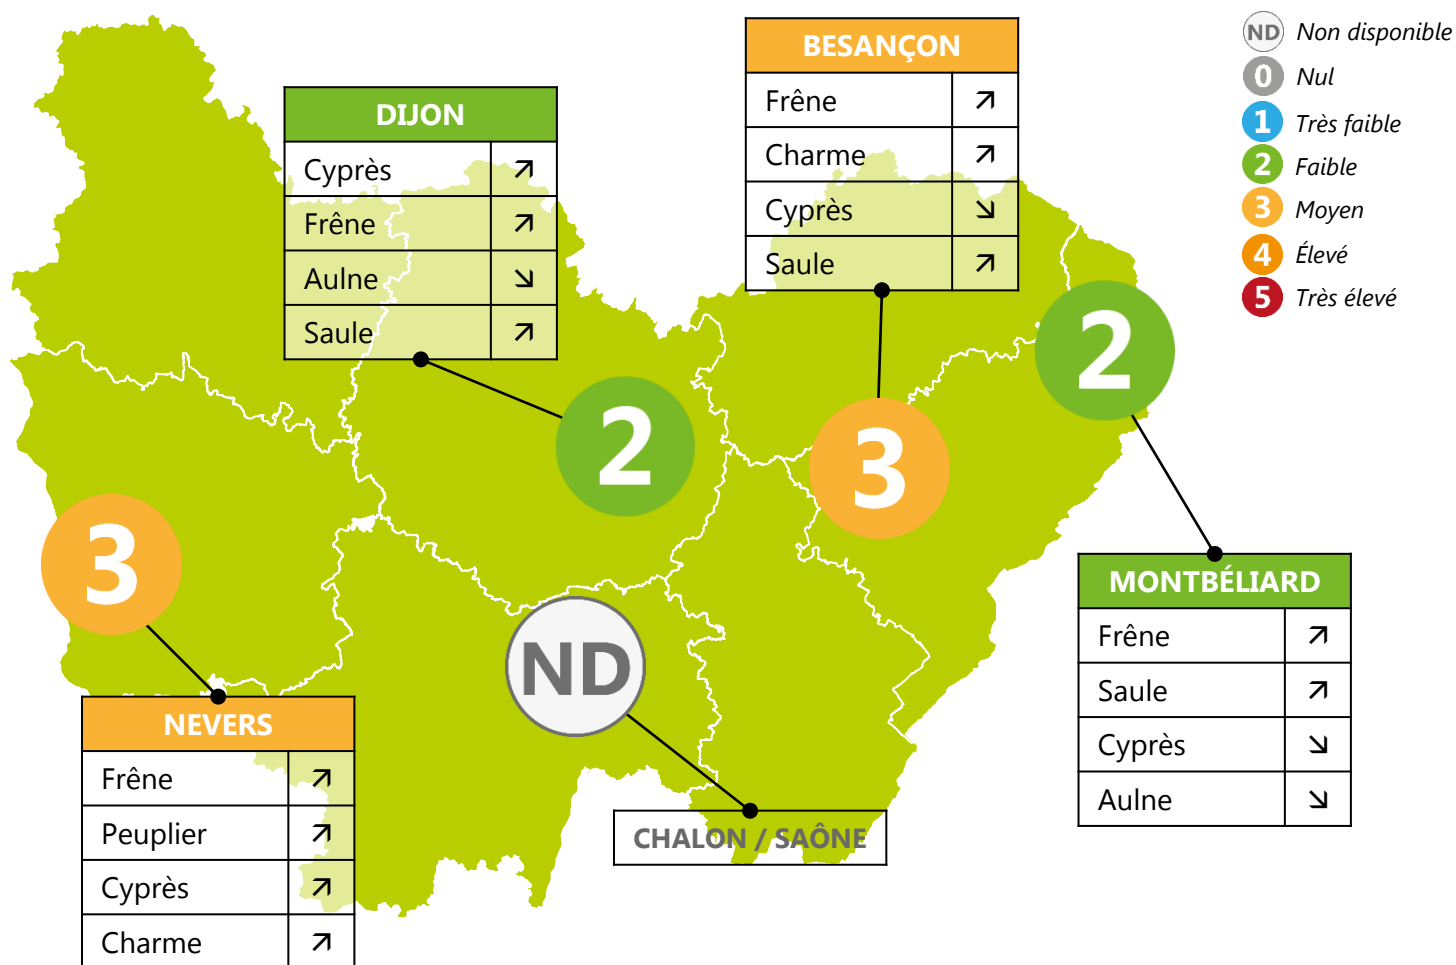 BESANÇON
Frêne ↗
Charme ↗
Cyprès ↘
Saule ↗
ND Non disponible
0 Nul
1 Très faible
2 Faible
3 Moyen
4 Élevé
5 Très élevé
DIJON
Cyprès ↗
Frêne ↗
Aulne ↘
Saule ↗
2
2
3
3
ND
MONTBÉLIARD
Frêne ↗
Saule ↗
Cyprès ↘
Aulne ↘
NEVERS
Frêne ↗
Peuplier ↗
Cyprès ↗
Charme ↗
CHALON / SAÔNE